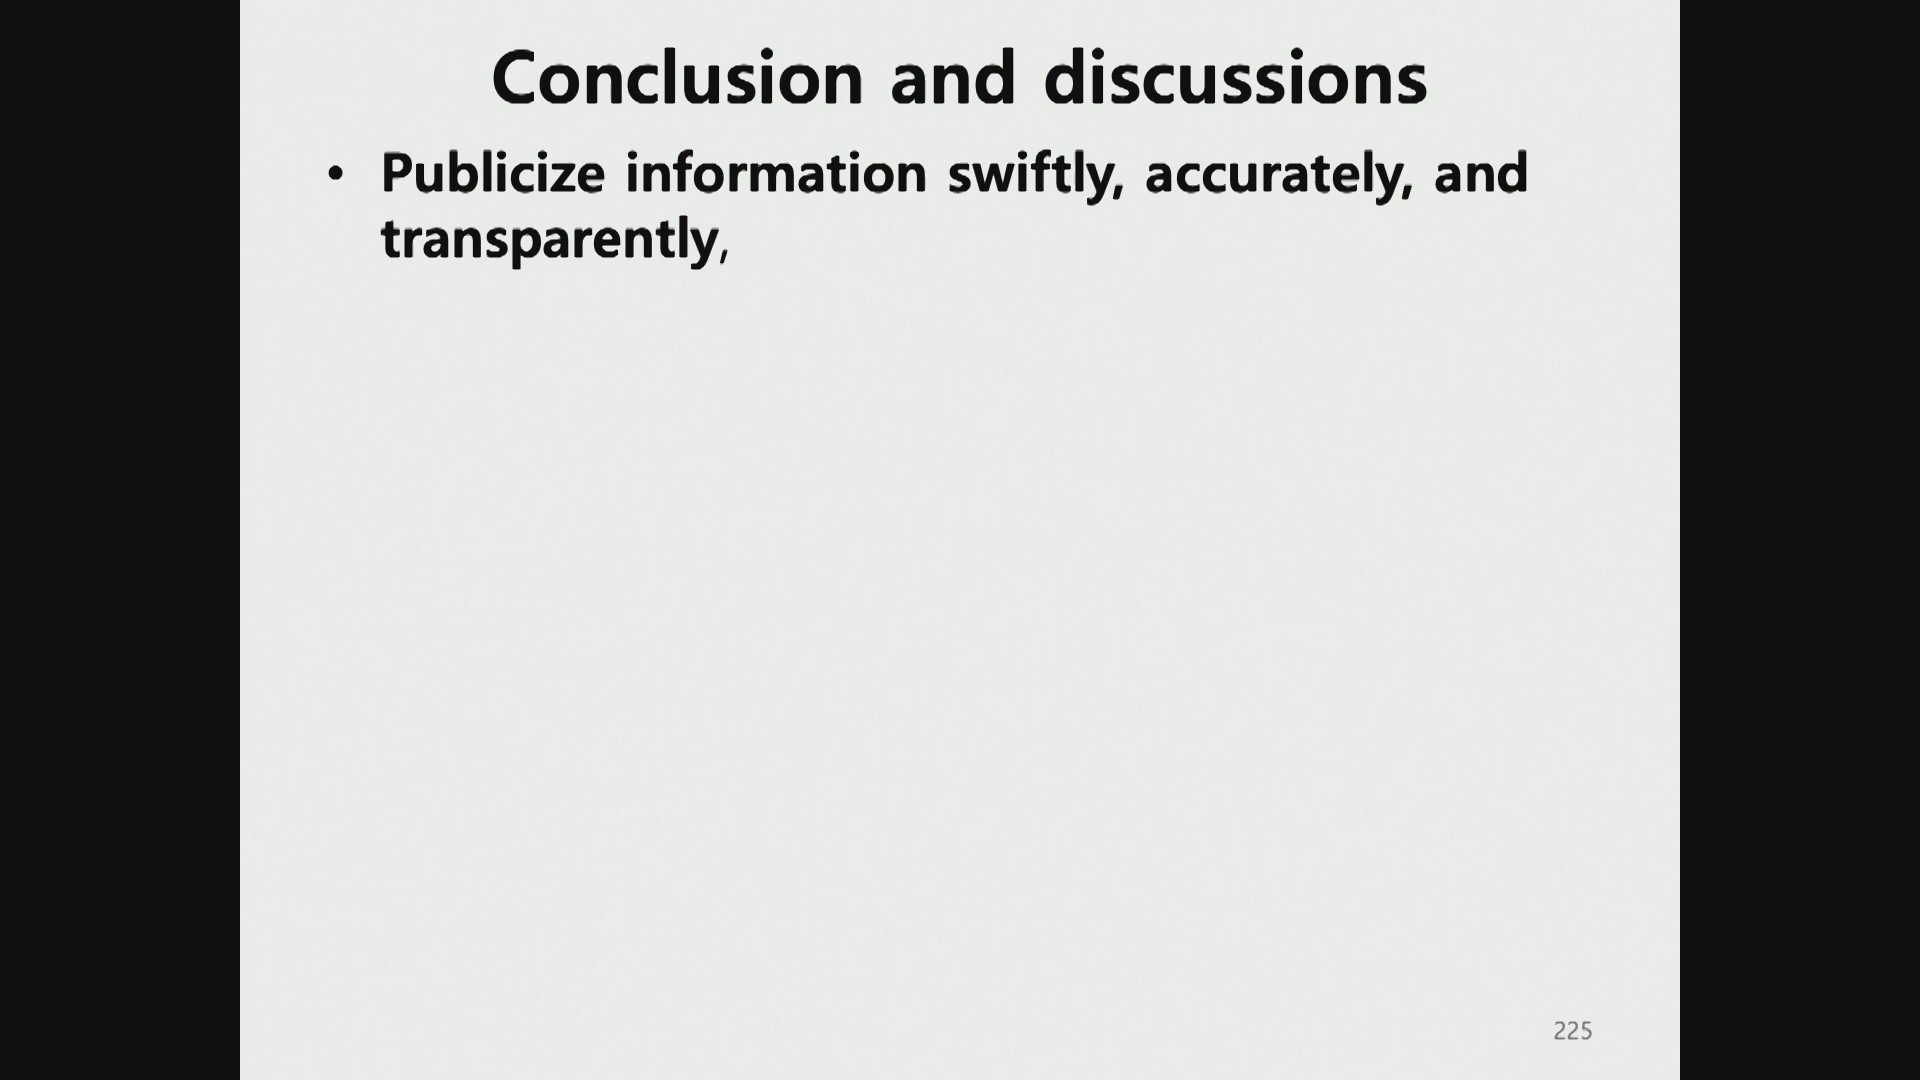 Conclusion and discussions
• Publicize information swiftly, accurately, and
transparently,
225